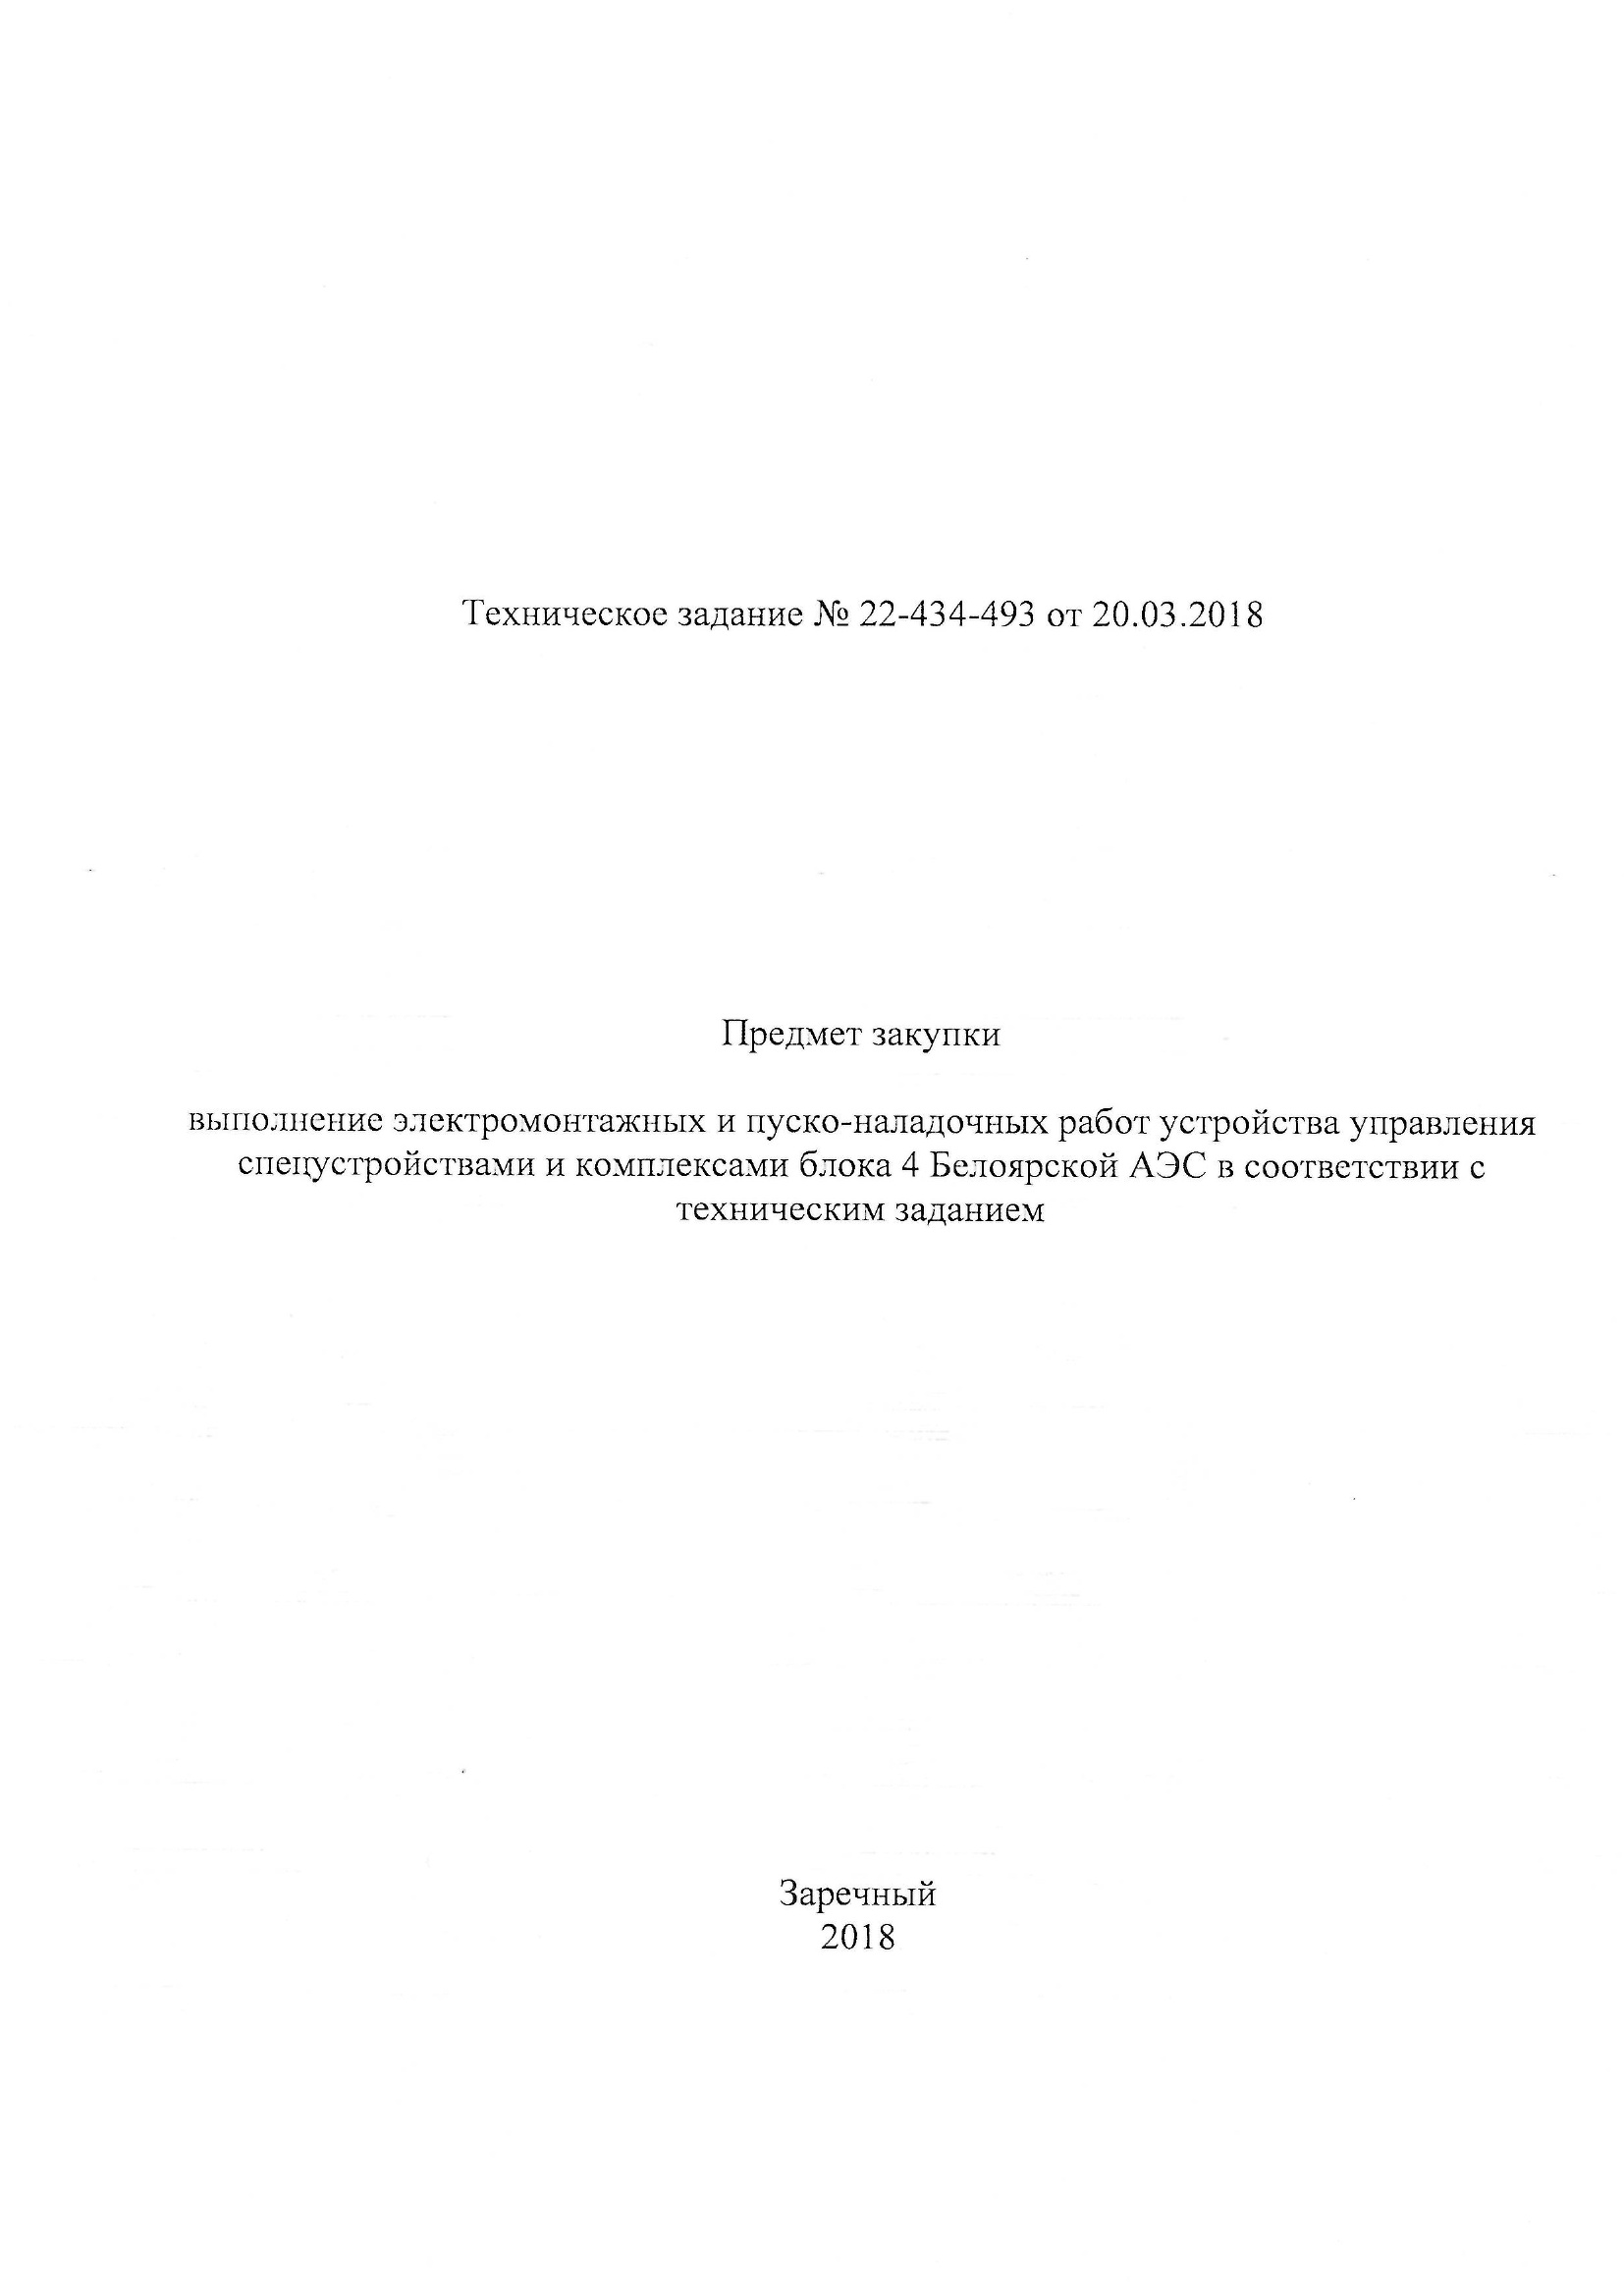 Техническое задание № 22-434-493 от 20.03.2018
Предмет закупки
выполнение электромонтажных и пуско-наладочных работ устройства управления
спецустройствами и комплексами блока 4 Белоярской АЭС в соответствии с
техническим заданием
Заречный
2018